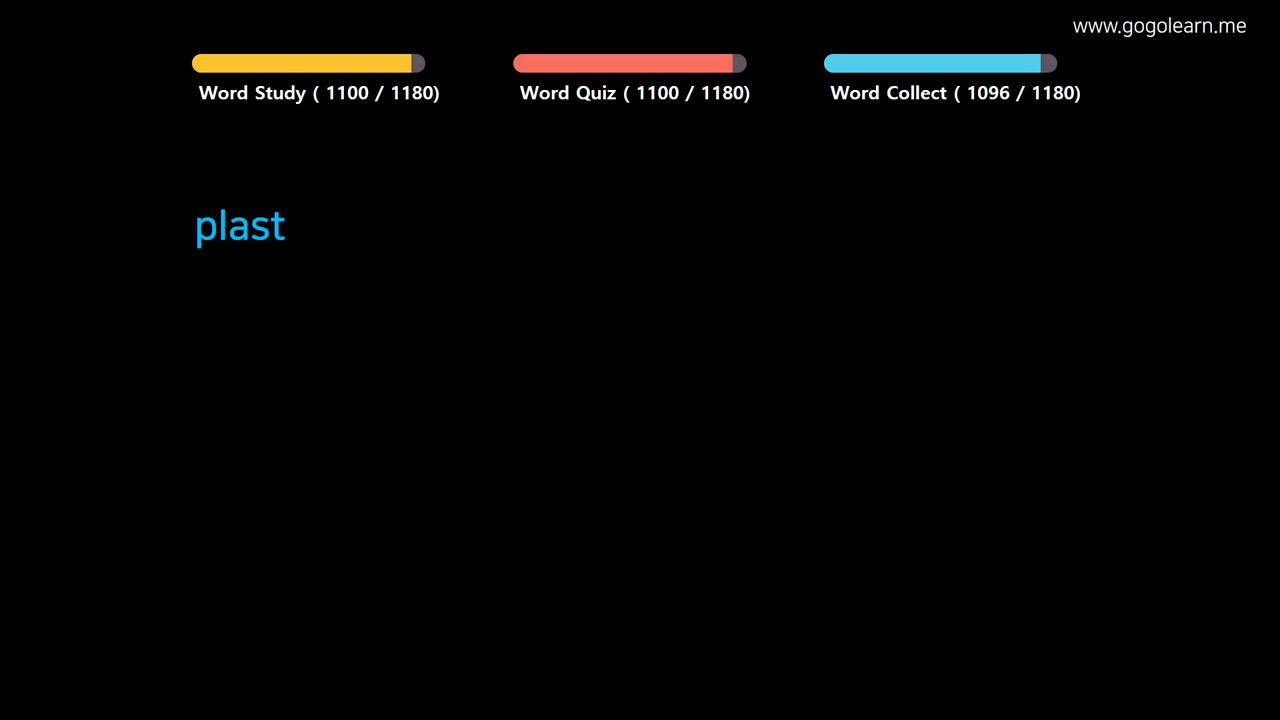 www.gogolearn.me
Word Study ( 1100 / 1180)
Word Quiz ( 1100 / 1180)
Word Collect ( 1096 / 1180)
plast